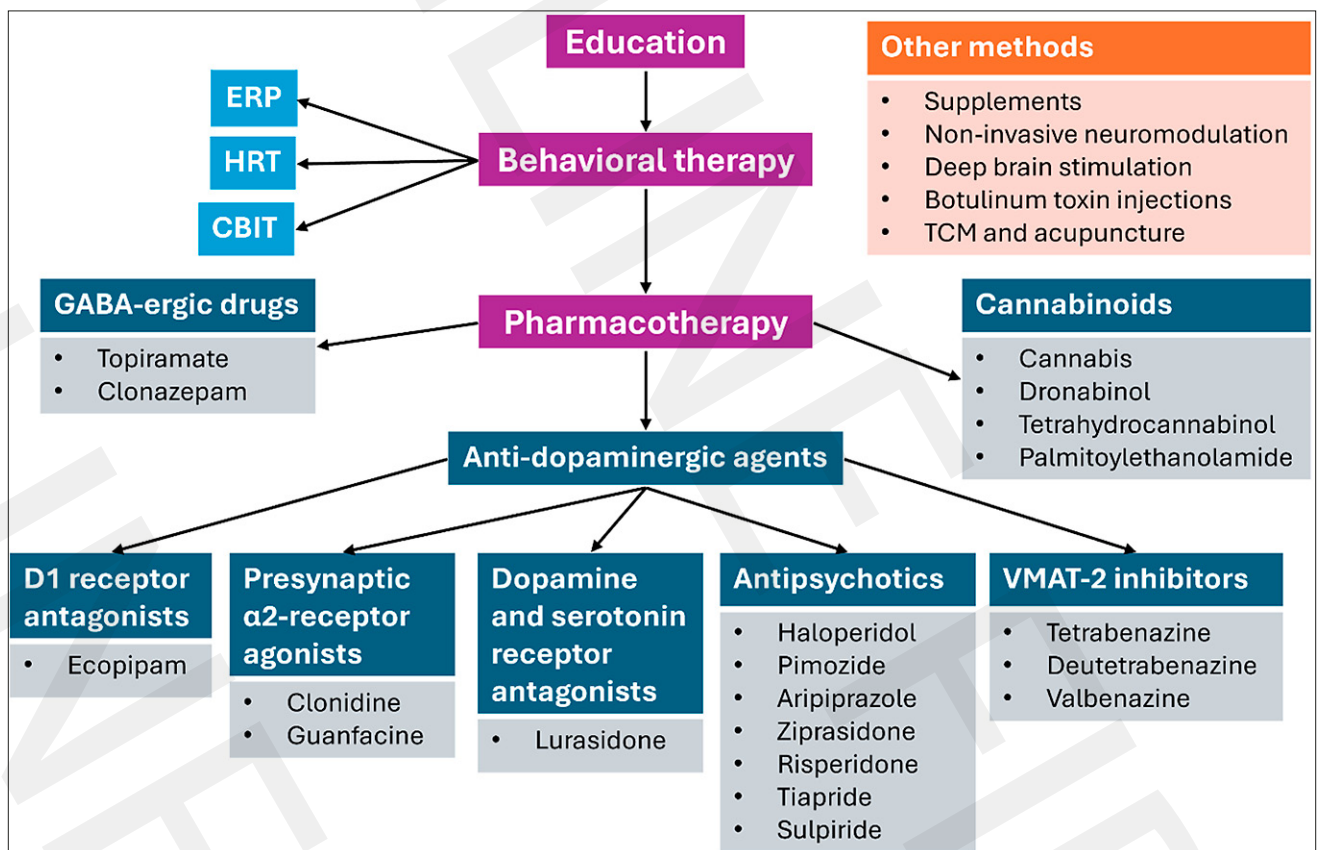 Education
Other methods
• Supplements
• Non-invasive neuromodulation
• Deep brain stimulation
• Botulinum toxin injections
• TCM and acupuncture
ERP
HRT
CBIT
Behavioral therapy
GABA-ergic drugs
• Topiramate
• Clonazepam
Pharmacotherapy
Cannabinoids
• Cannabis
• Dronabinol
• Tetrahydrocannabinol
• Palmitoylethanolamide
Anti-dopaminergic agents
D1 receptor
antagonists
• Ecopipam
Presynaptic
α2-receptor
agonists
• Clonidine
• Guanfacine
Dopamine
and serotonin
receptor
antagonists
• Lurasidone
Antipsychotics
• Haloperidol
• Pimozide
• Aripiprazole
• Ziprasidone
• Risperidone
• Tiapride
• Sulpiride
VMAT-2 inhibitors
• Tetrabenazine
• Deutetrabenazine
• Valbenazine